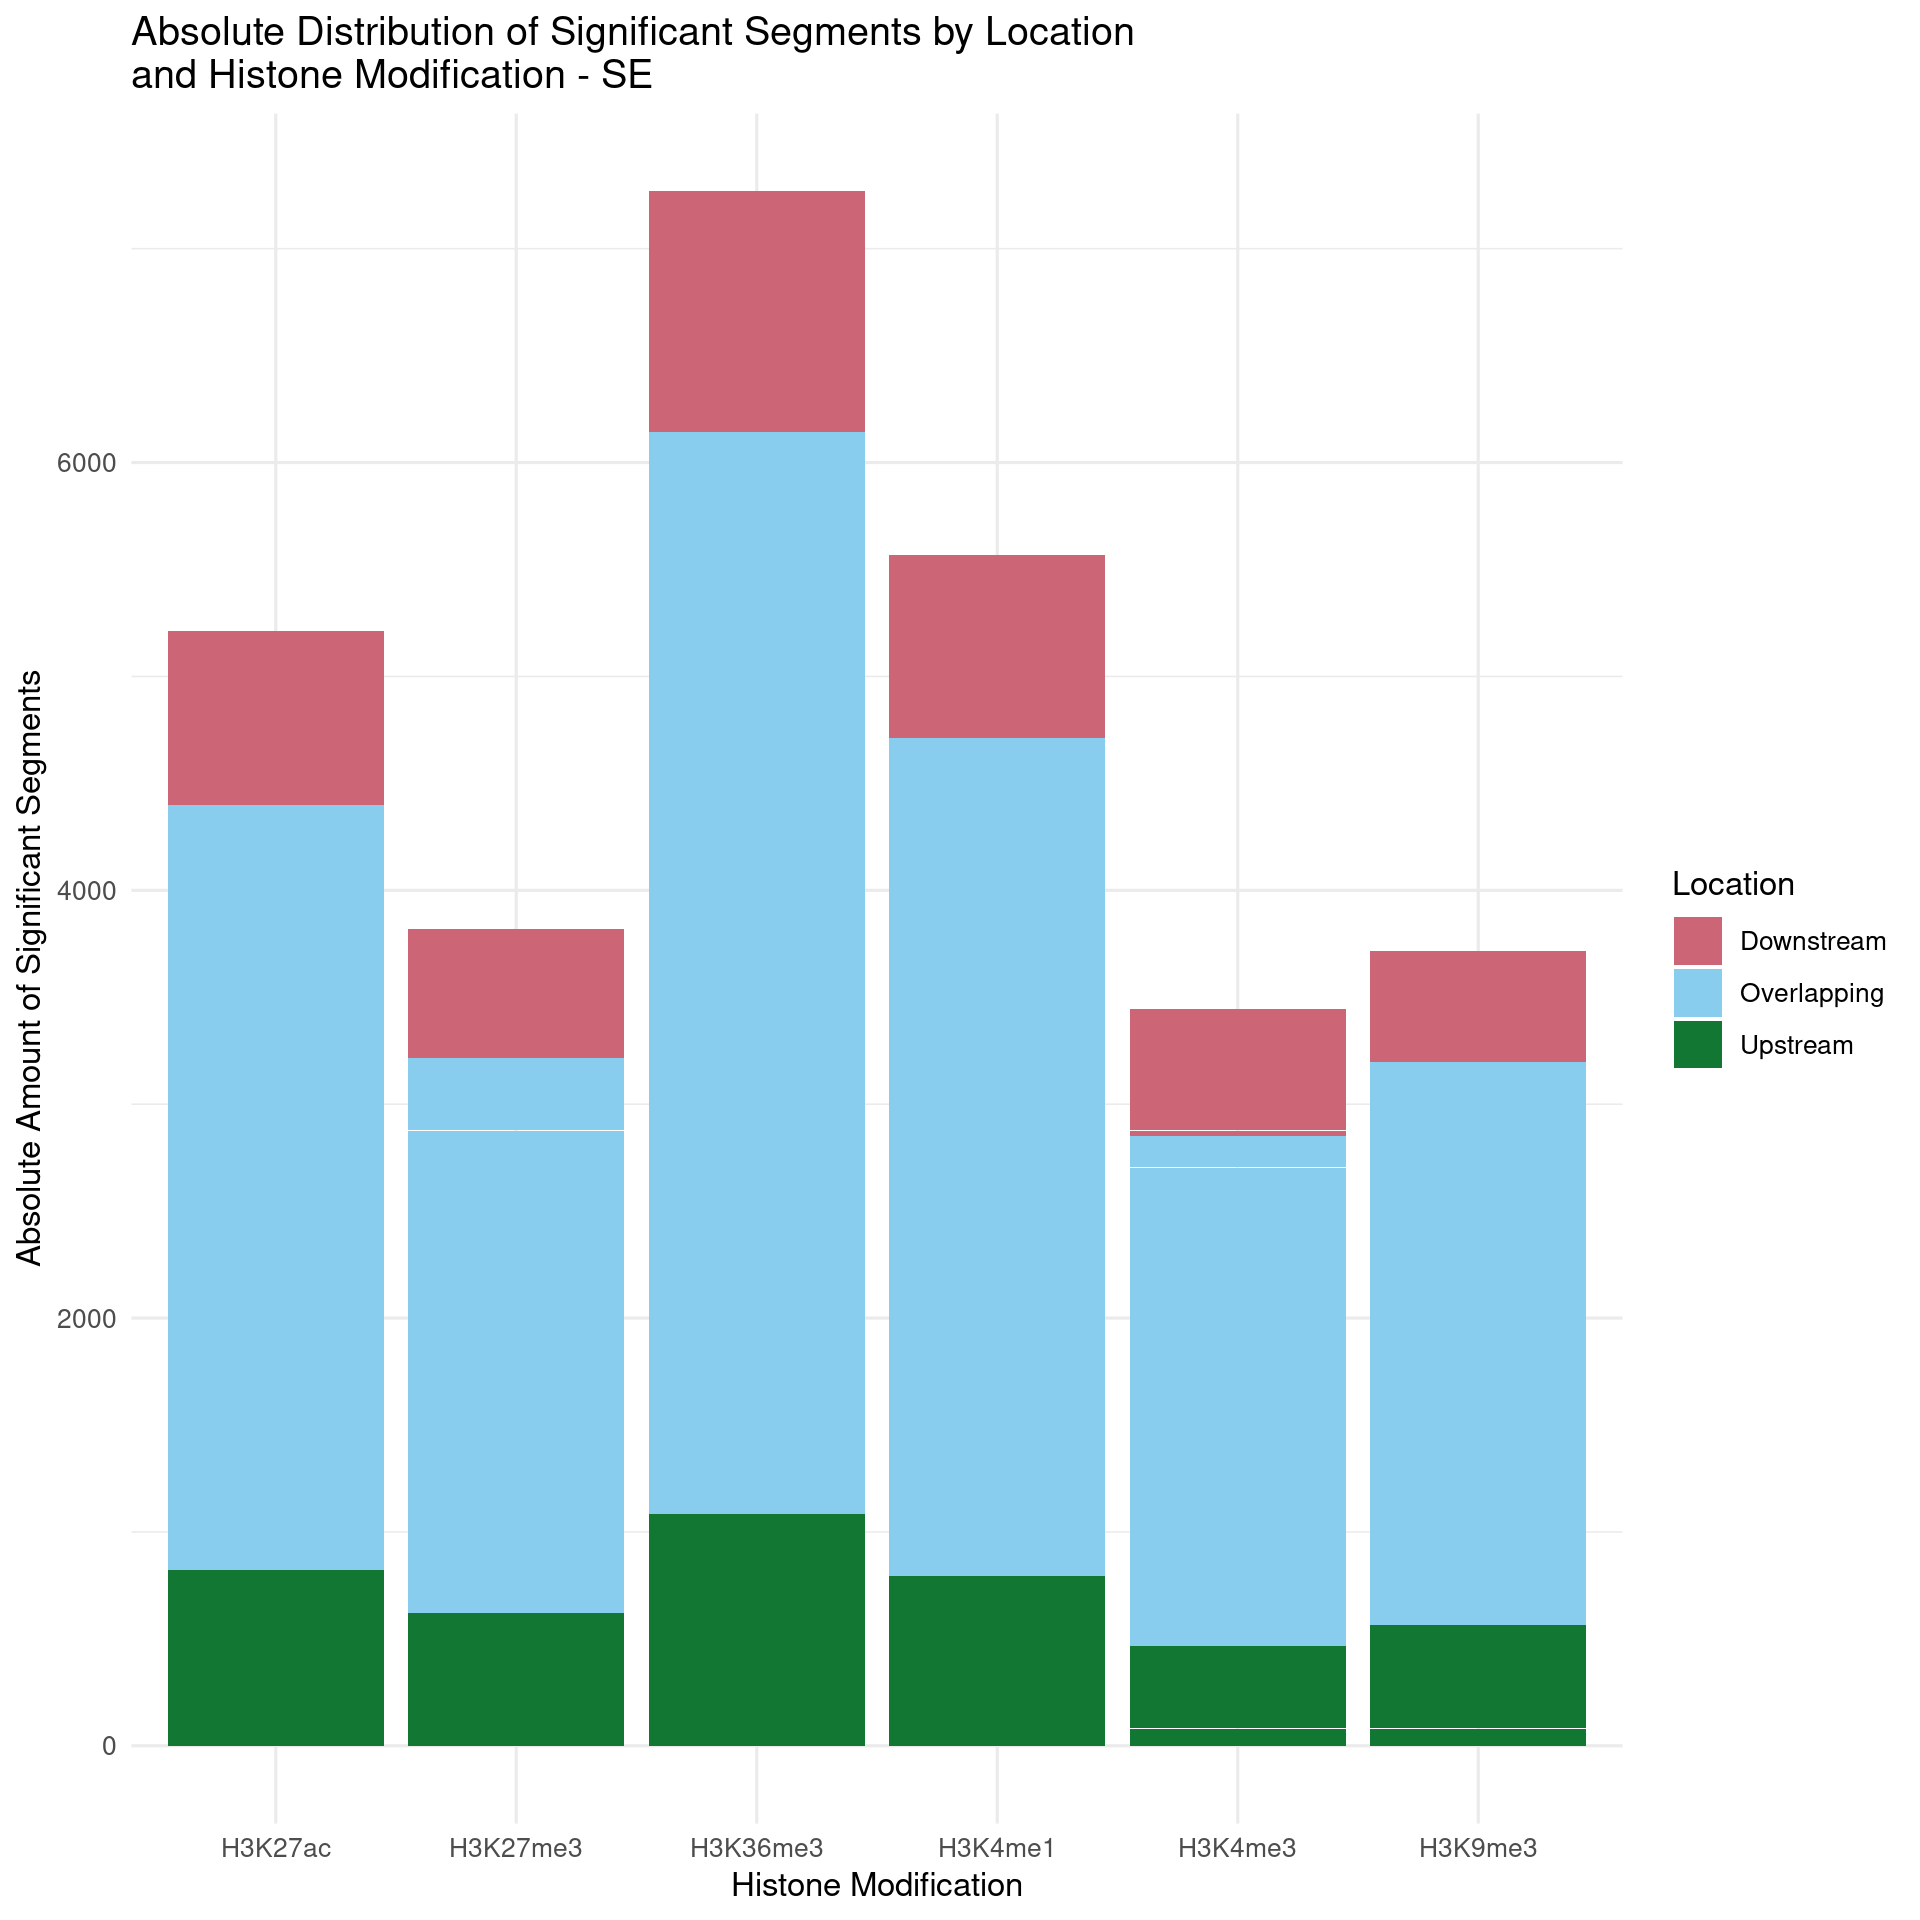 Absolute Distribution of Significant Segments by Location
and Histone Modification - SE
Absolute Amount of Significant Segments
6000
4000
2000
0
H3K27ac
H3K27me3
H3K36me3
H3K4me1
H3K4me3
H3K9me3
Histone Modification
Location
Downstream
Overlapping
Upstream